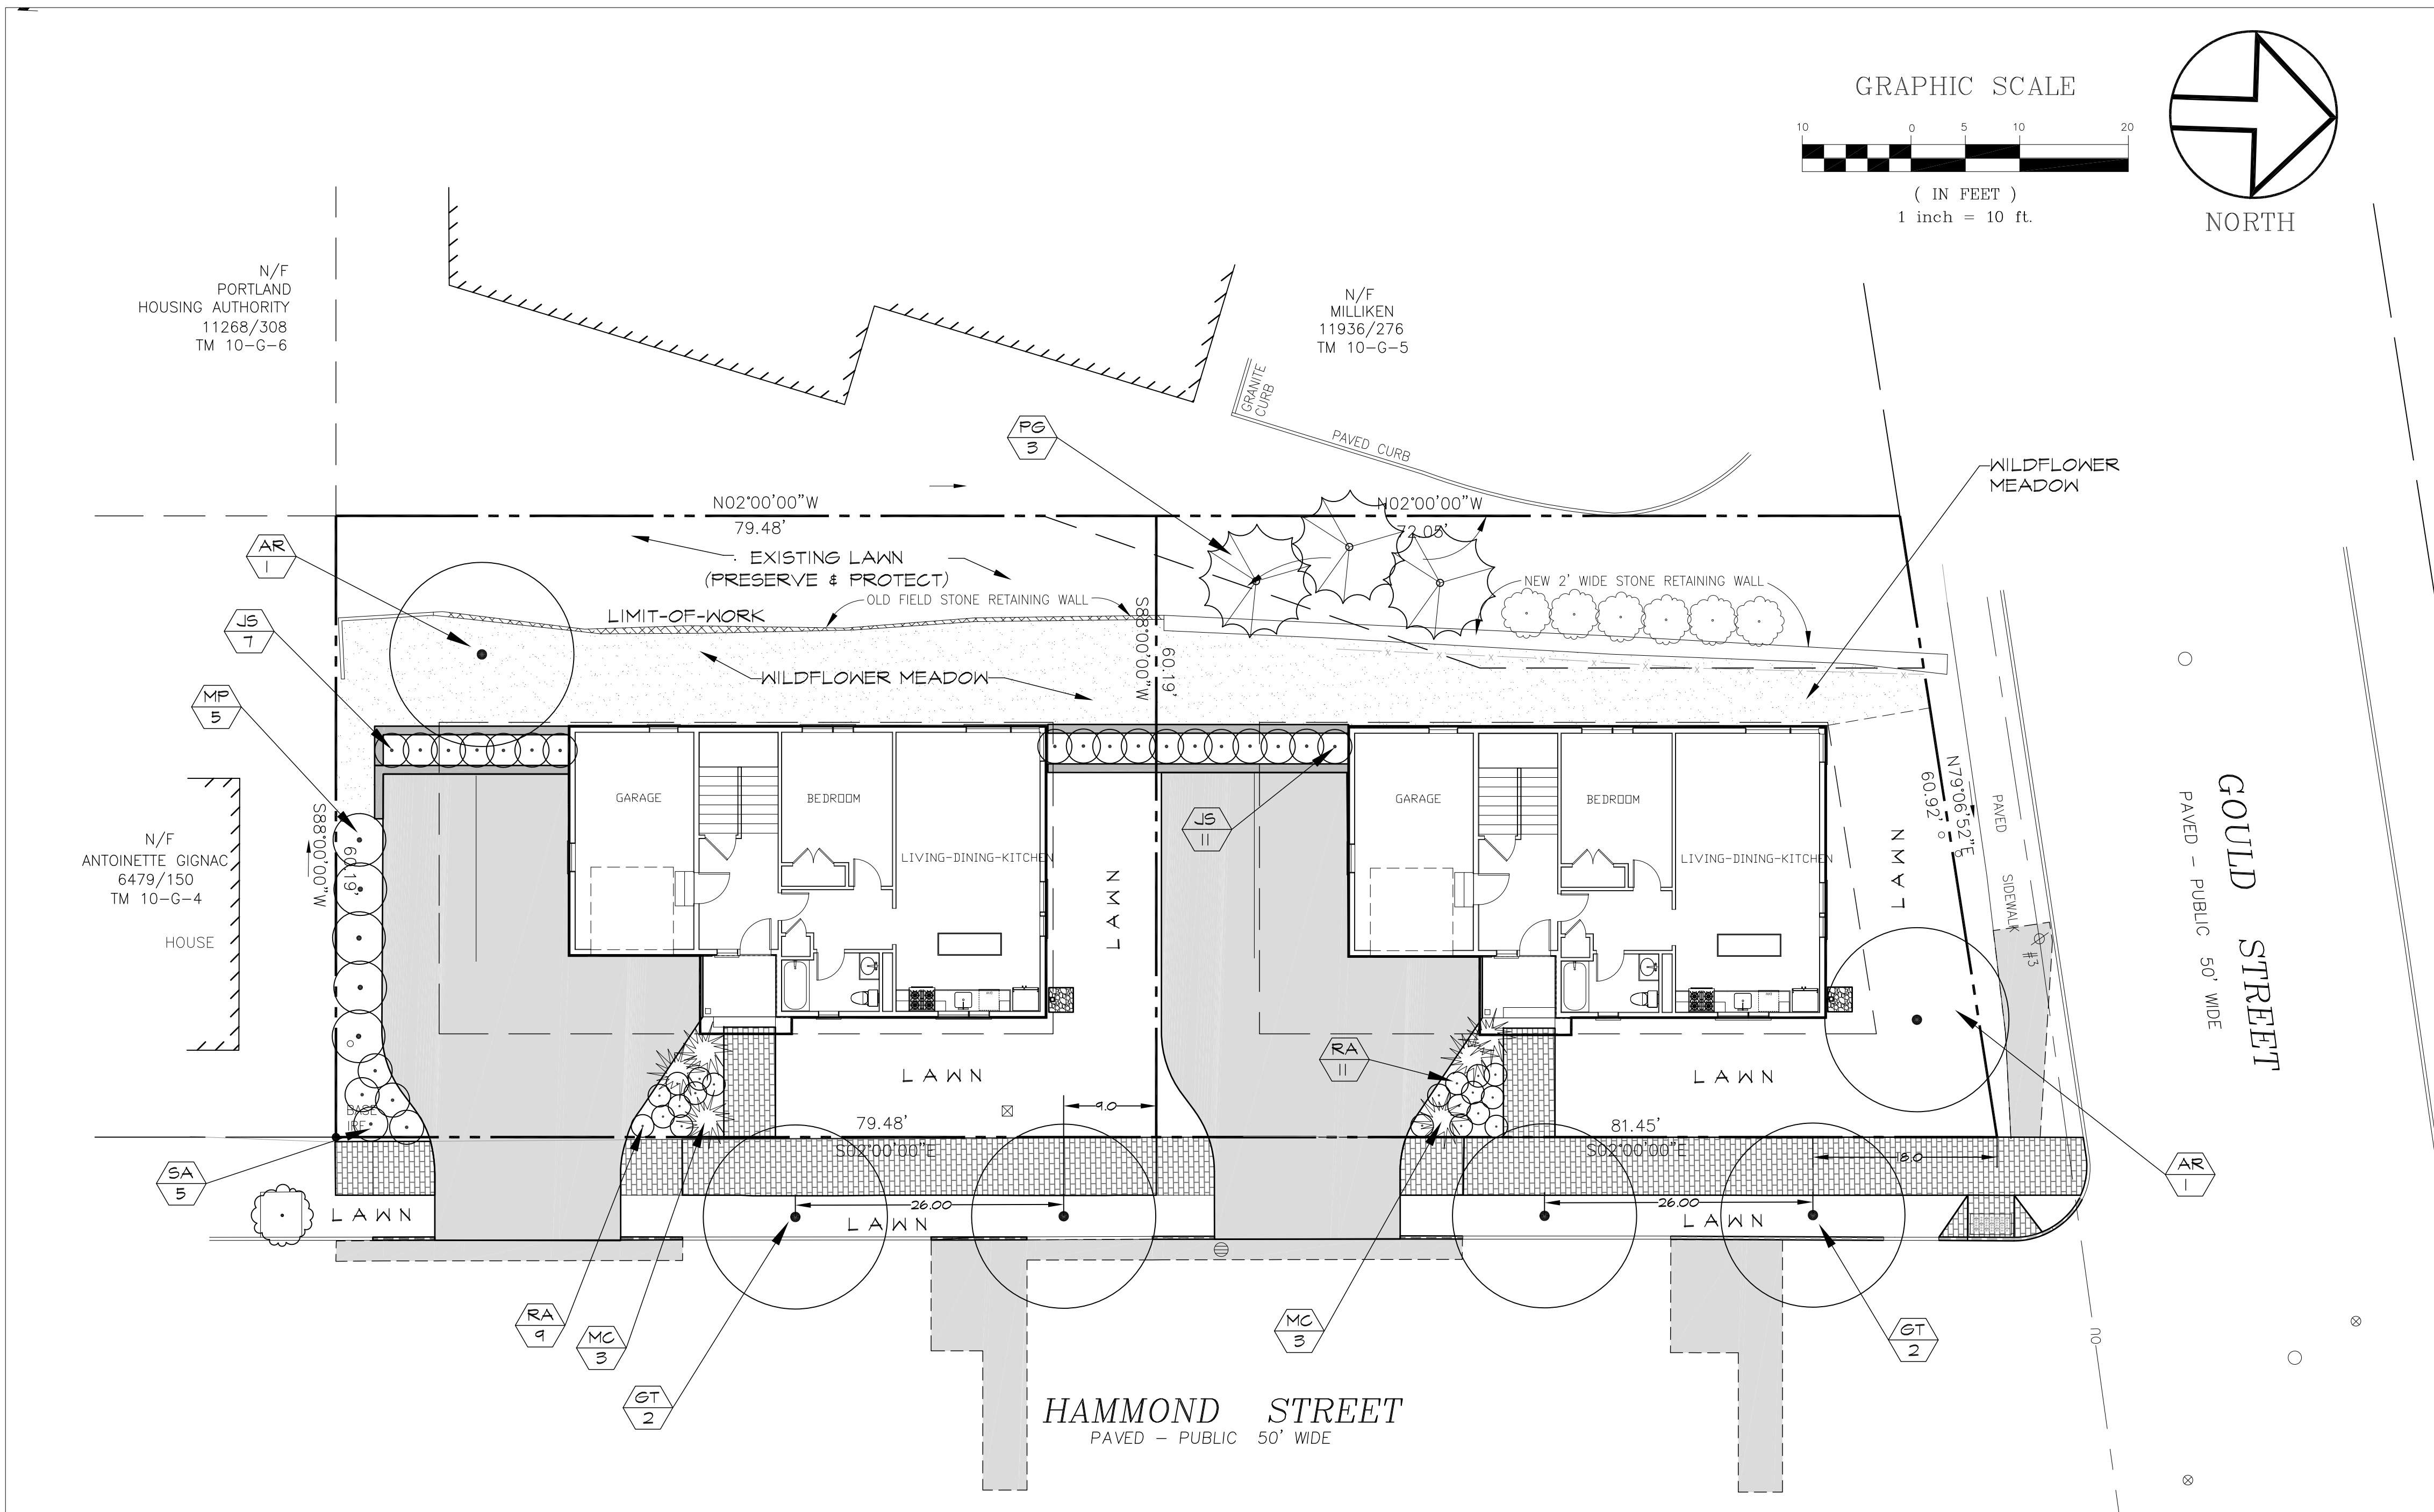 GRAPHIC SCALE
10 0 5 10 20
( IN FEET )
1 inch = 10 ft.
NORTH
N/F
PORTLAND
HOUSING AUTHORITY
11268/308
TM 10-G-6
N/F
MILLIKEN
11936/276
TM 10-G-5
GRANITE
CURB
PAVED CURB
PG
3
WILDFLOWER
MEADOW
N02°00'00"W
79.48'
N02°00'00"W
72.05'
AR
1
EXISTING LAWN
(PRESERVE & PROTECT)
OLD FIELD STONE RETAINING WALL
NEW 2' WIDE STONE RETAINING WALL
LIMIT-OF-WORK
JS
7
S88°00'00"W
60.19'
WILDFLOWER MEADOW
MP
5
N/F
ANTOINETTE GIGNAC
6479/150
TM 10-G-4
HOUSE
S88°00'00"W
60.19'
GARAGE
BEDROOM
LIVING-DINING-KITCHEN
LAWN
JS
11
GARAGE
BEDROOM
LIVING-DINING-KITCHEN
LAWN
N79°06'52"E
60.92'
PAVED
SIDEWALK
#3
GOULD STREET
PAVED - PUBLIC 50' WIDE
RA
11
LAWN
LAWN
BASE
IRF
9.0
79.48'
S02°00'00"E
81.45'
S02°00'00"E
18.0
SA
5
AR
1
LAWN
26.00
LAWN
26.00
LAWN
RA
9
MC
3
GT
2
MC
3
GT
2
OU
HAMMOND STREET
PAVED - PUBLIC 50' WIDE